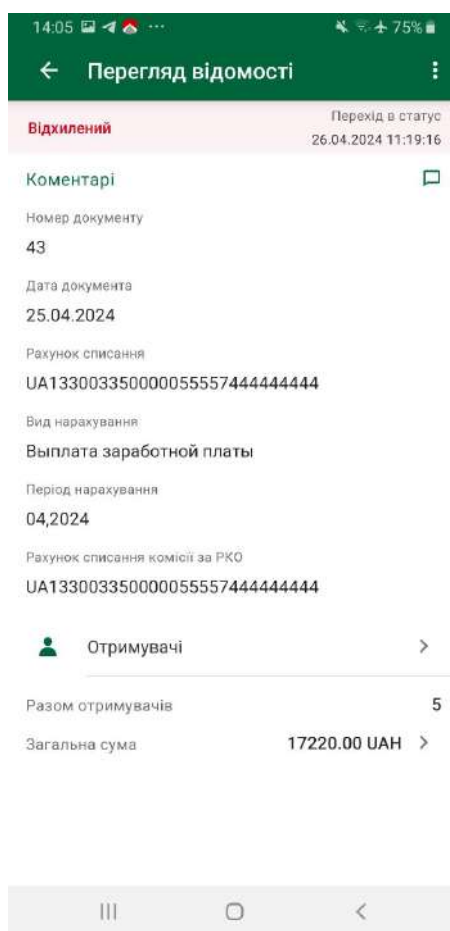 14:05 ... 75%
Перегляд відомості
Відхилений
Перехід в статус
26.04.2024 11:19:16
Коментарі
Номер документу
43
Дата документа
25.04.2024
Рахунок списання
UA133003350000055557444444444
Вид нарахування
Выплата заработной платы
Період нарахування
04,2024
Рахунок списання комісії за РКО
UA133003350000055557444444444
Отримувачі
Разом отримувачів 5
Загальна сума 17220.00 UAH